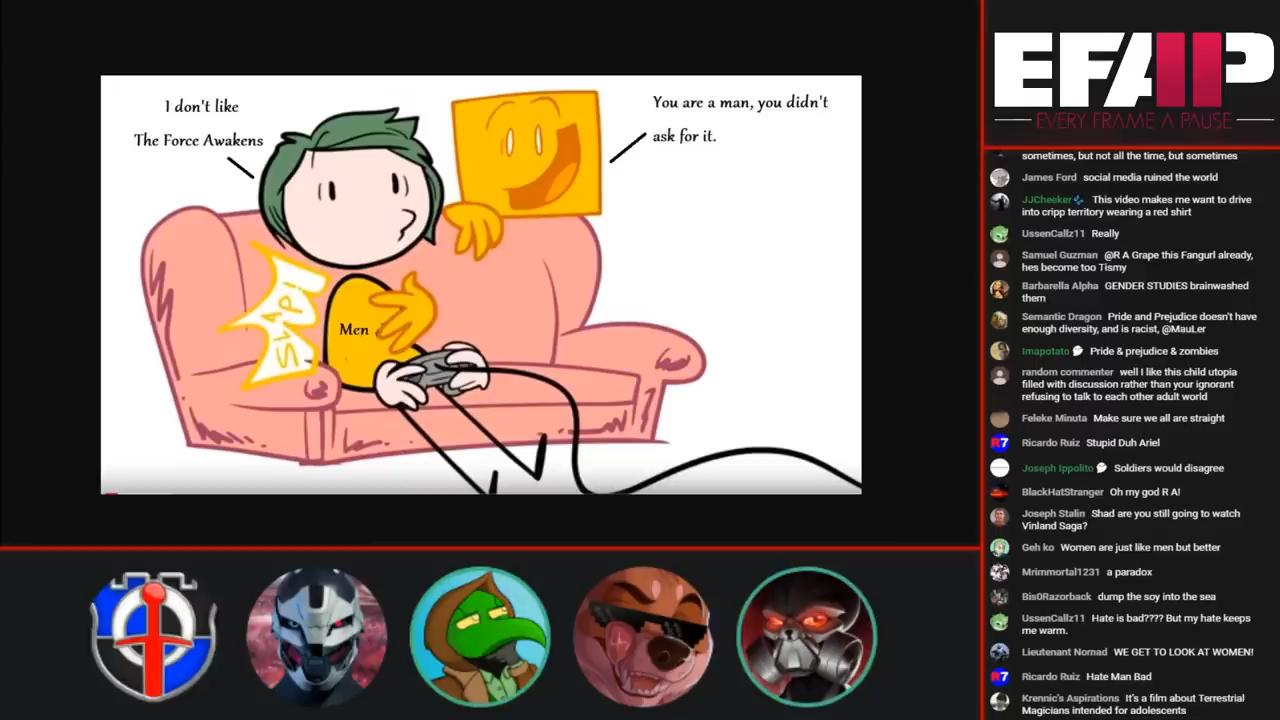 I don't like
The Force Awakens
You are a man, you didn't
ask for it.
SLAP!
Men
EFAP
EVERY FRAME A PAUSE
sometimes, but not all the time, but sometimes
James Ford social media ruined the world
JJCheeker This video makes me want to drive
into cripp territory wearing a red shirt
UssenCallz11 Really
Samuel Guzman @R A Grape this Fangurl already,
hes become too Tismy
Barbarella Alpha GENDER STUDIES brainwashed
them
Semantic Dragon Pride and Prejudice doesn't have
enough diversity, and is racist, @MauLer
Imapotato Pride & prejudice & zombies
random commenter well I like this child utopia
filled with discussion rather than your ignorant
refusing to talk to each other adult world
Feleke Minuta Make sure we all are straight
R7 Ricardo Ruiz Stupid Duh Ariel
Joseph Ippolito Soldiers would disagree
BlackHatStranger Oh my god R A!
Joseph Stalin Shad are you still going to watch
Vinland Saga?
Geh ko Women are just like men but better
Mrimmortal1231 a paradox
Bis0Razorback dump the soy into the sea
UssenCallz11 Hate is bad???? But my hate keeps
me warm.
Lieutenant Nomad WE GET TO LOOK AT WOMEN!
R7 Ricardo Ruiz Hate Man Bad
Krennic's Aspirations It's a film about Terrestrial
Magicians intended for adolescents